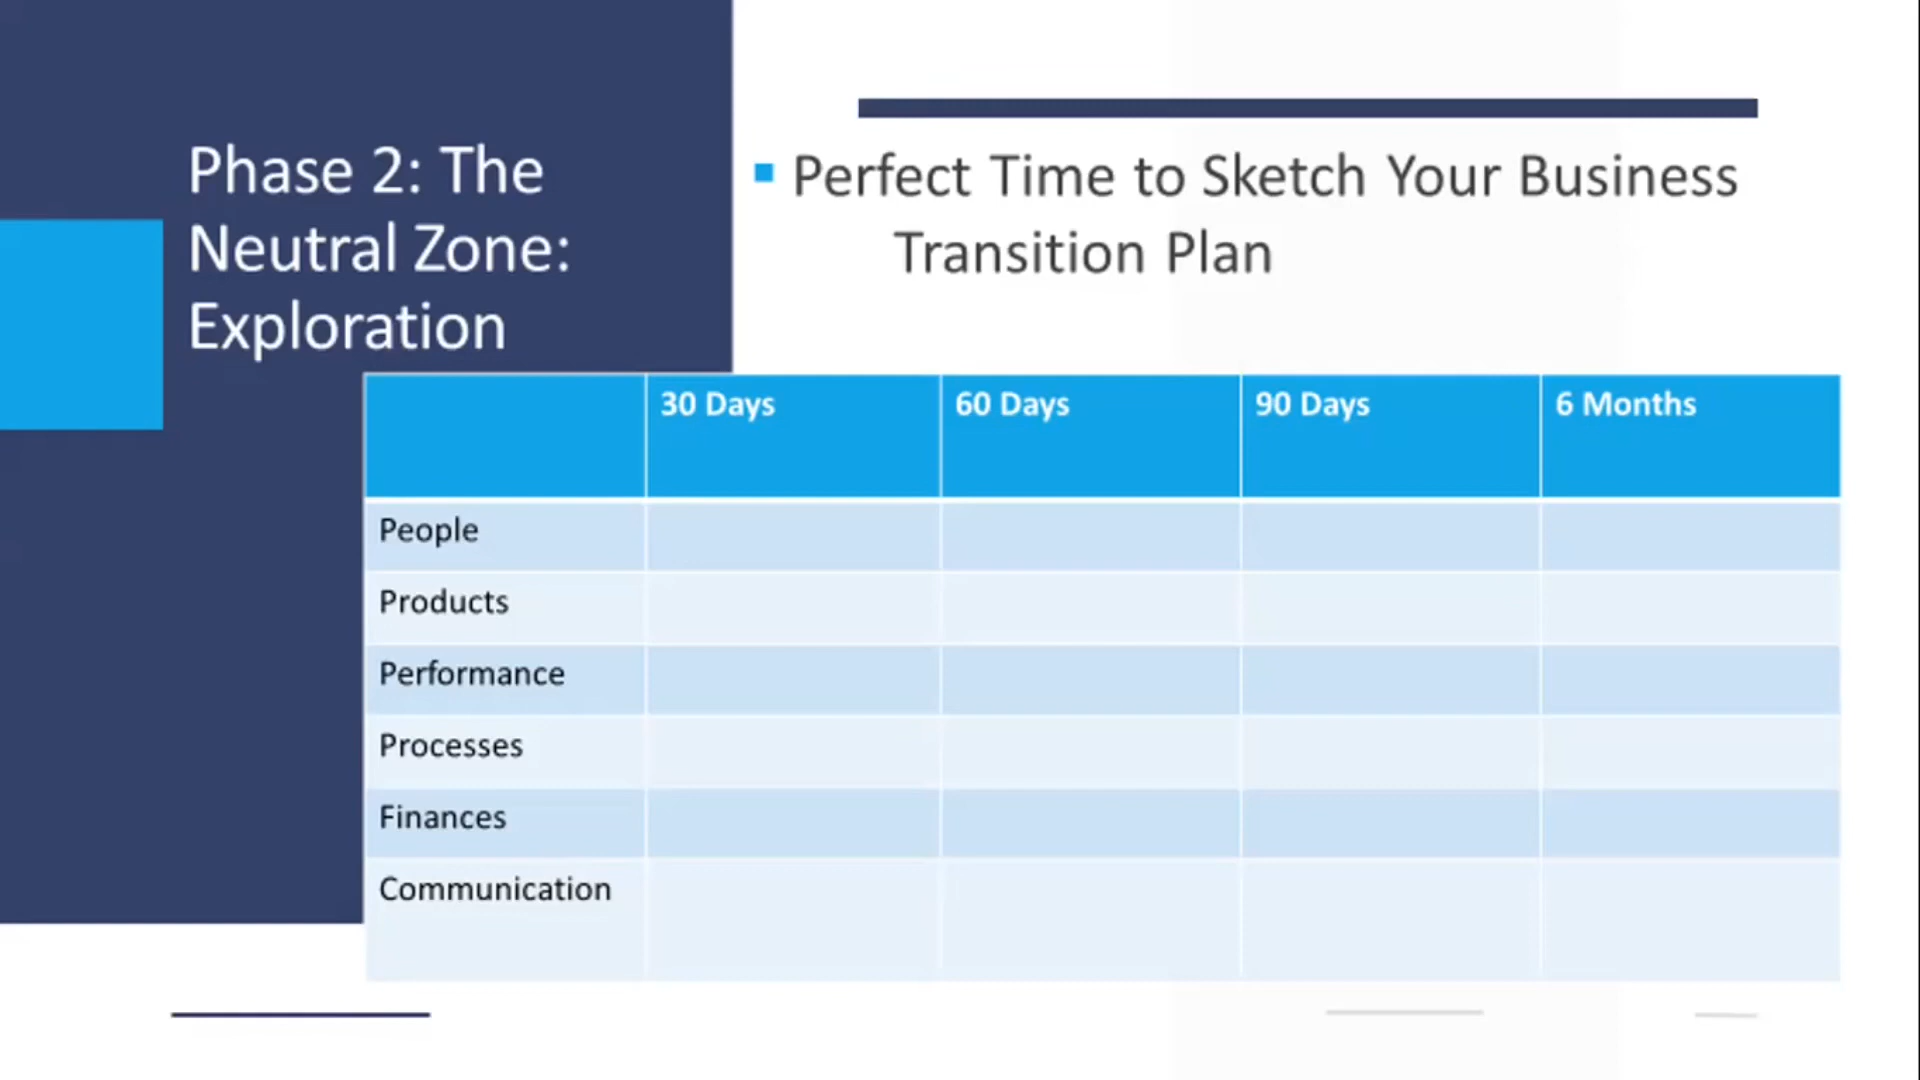 Phase 2: The
Neutral Zone:
Exploration
Perfect Time to Sketch Your Business
Transition Plan
30 Days 60 Days 90 Days 6 Months
People
Products
Performance
Processes
Finances
Communication